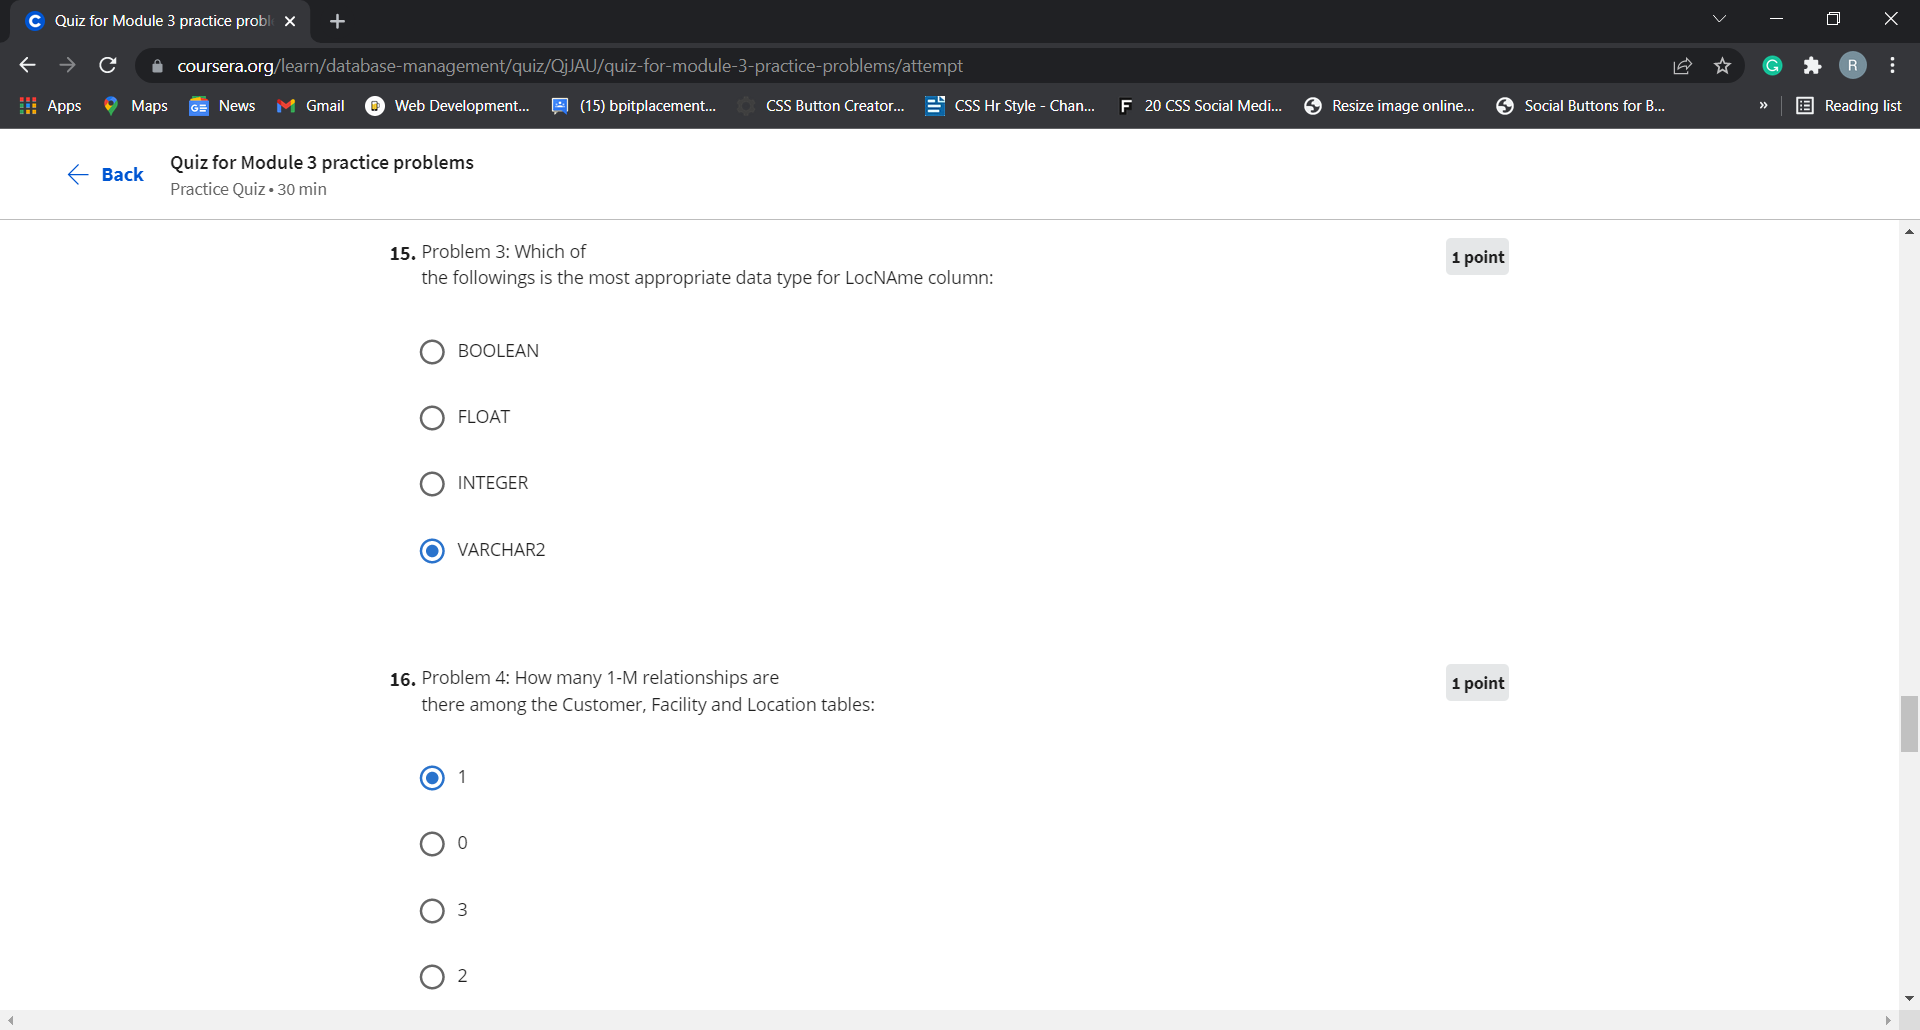 Quiz for Module 3 practice probl
coursera.org/learn/database-management/quiz/QjJAU/quiz-for-module-3-practice-problems/attempt
R
Apps
Maps
News
Gmail
Web Development...
(15) bpitplacement...
CSS Button Creator...
CSS Hr Style - Chan...
20 CSS Social Medi...
Resize image online...
Social Buttons for B...
»
Reading list
Back
Quiz for Module 3 practice problems
Practice Quiz • 30 min
15. Problem 3: Which of
the followings is the most appropriate data type for LocNAme column:
1 point
BOOLEAN
FLOAT
INTEGER
VARCHAR2
16. Problem 4: How many 1-M relationships are
there among the Customer, Facility and Location tables:
1 point
1
0
3
2